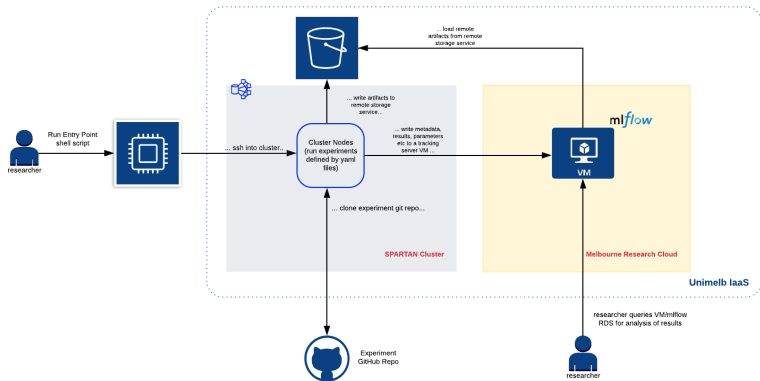 ... load remote
artifacts from remote
storage service
... write artifacts to
remote storage
service...
mlflow
Run Entry Point
shell script
researcher
... ssh into cluster..
Cluster Nodes
(run experiments
defined by yaml
files)
... write metadata,
results, parameters
etc to a tracking
server VM ...
VM
... clone experiment git repo...
SPARTAN Cluster
Melbourne Research Cloud
Unimelb IaaS
researcher queries VM/mlflow
RDS for analysis of results
Experiment
GitHub Repo
researcher